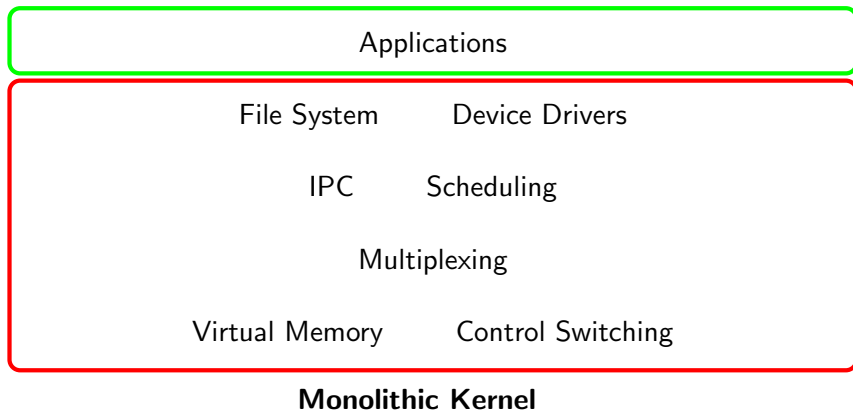 Applications
File System Device Drivers
IPC Scheduling
Multiplexing
Virtual Memory Control Switching
Monolithic Kernel